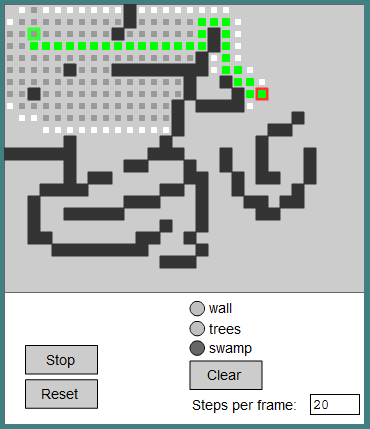 wall
trees
swamp
Stop
Clear
Reset
Steps per frame: 20